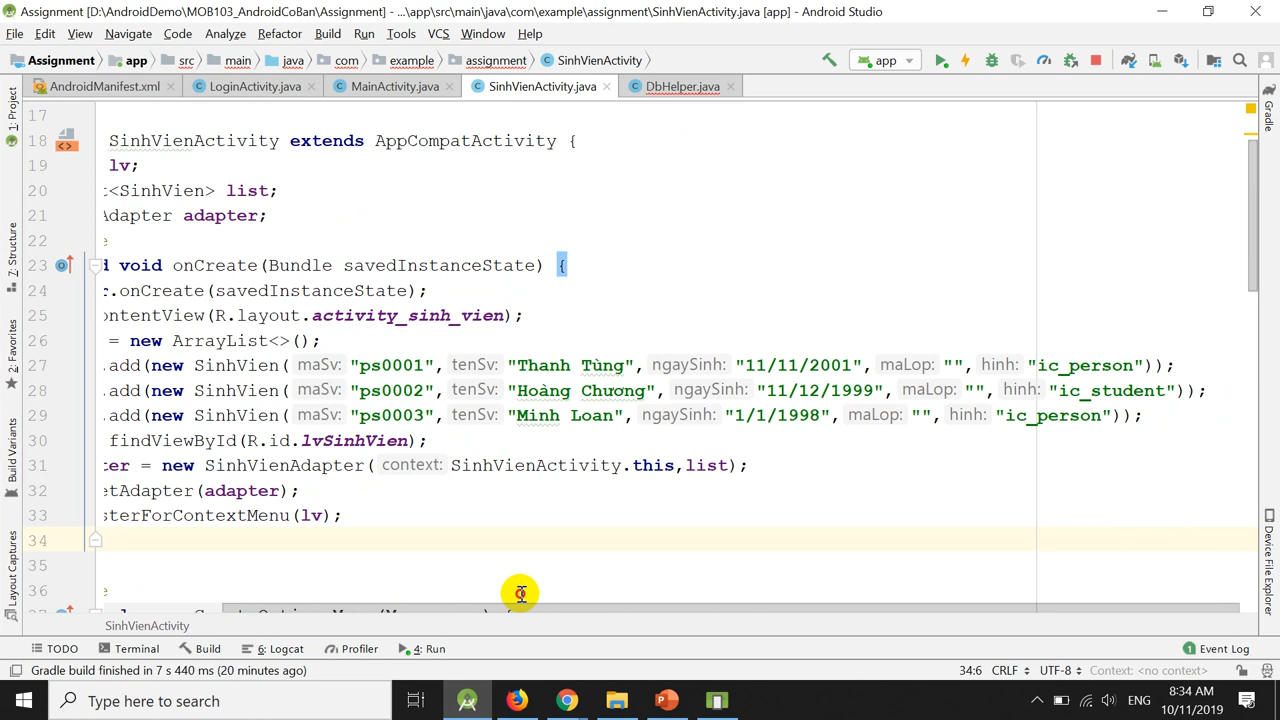 Assignment [D:\AndroidDemo\MOB103_AndroidCoBan\Assignment] - ...\app\src\main\java\com\example\assignment\SinhVienActivity.java [app] - Android Studio
File Edit View Navigate Code Analyze Refactor Build Run Tools VCS Window Help
Assignment app src main java com example assignment SinhVienActivity app
AndroidManifest.xml LoginActivity.java MainActivity.java SinhVienActivity.java DbHelper.java
1: Project
7: Structure
2: Favorites
Build Variants
Layout Captures
Gradle
Device File Explorer
17
18 SinhVienActivity extends AppCompatActivity {
19 lv;
20 t<SinhVien> list;
21 Adapter adapter;
22 e
23 d void onCreate(Bundle savedInstanceState) {
24 c.onCreate(savedInstanceState);
25 ontentView(R.layout.activity_sinh_vien);
26 = new ArrayList<>();
27 .add(new SinhVien( maSv: "ps0001", tenSv: "Thanh Tùng", ngaySinh: "11/11/2001", maLop: "", hinh: "ic_person"));
28 .add(new SinhVien( maSv: "ps0002", tenSv: "Hoàng Chương", ngaySinh: "11/12/1999", maLop: "", hinh: "ic_student"));
29 .add(new SinhVien( maSv: "ps0003", tenSv: "Minh Loan", ngaySinh: "1/1/1998", maLop: "", hinh: "ic_person"));
30 findViewById(R.id.lvSinhVien);
31 ter = new SinhVienAdapter( context: SinhVienActivity.this,list);
32 etAdapter(adapter);
33 sterForContextMenu(lv);
34
35
36 e
SinhVienActivity
TODO Terminal Build 6: Logcat Profiler 4: Run 1 Event Log
Gradle build finished in 7 s 440 ms (20 minutes ago) 34:6 CRLF UTF-8 Context: <no context>
Type here to search ENG 8:34 AM
10/11/2019